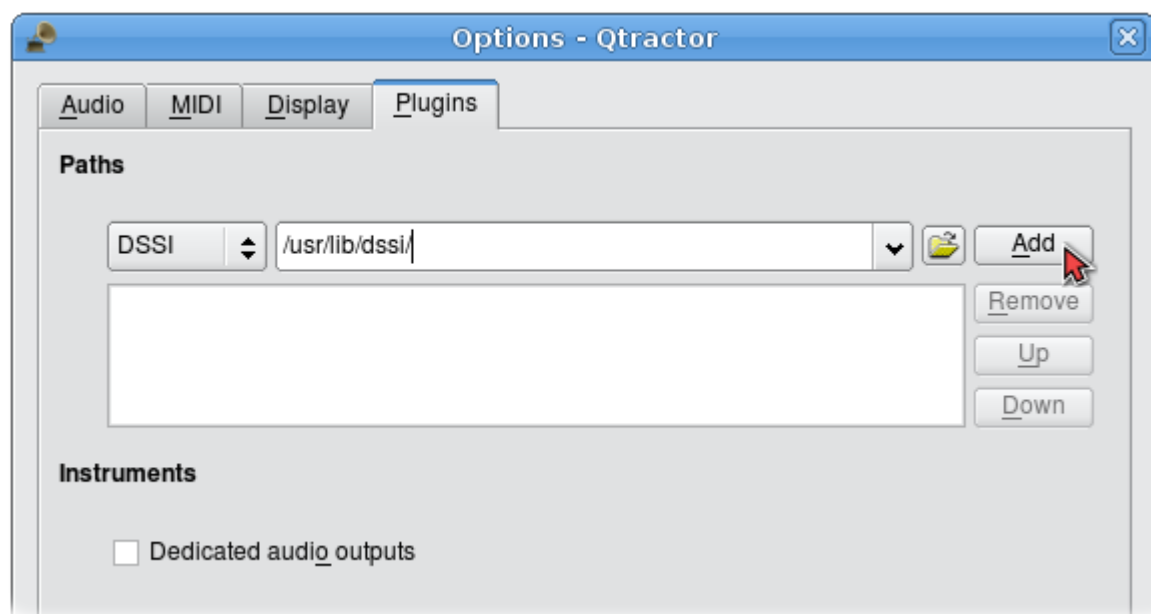 Options - Qtractor
Audio MIDI Display Plugins
Paths
DSSI /usr/lib/dssi/ Add
Remove
Up
Down
Instruments
Dedicated audio outputs